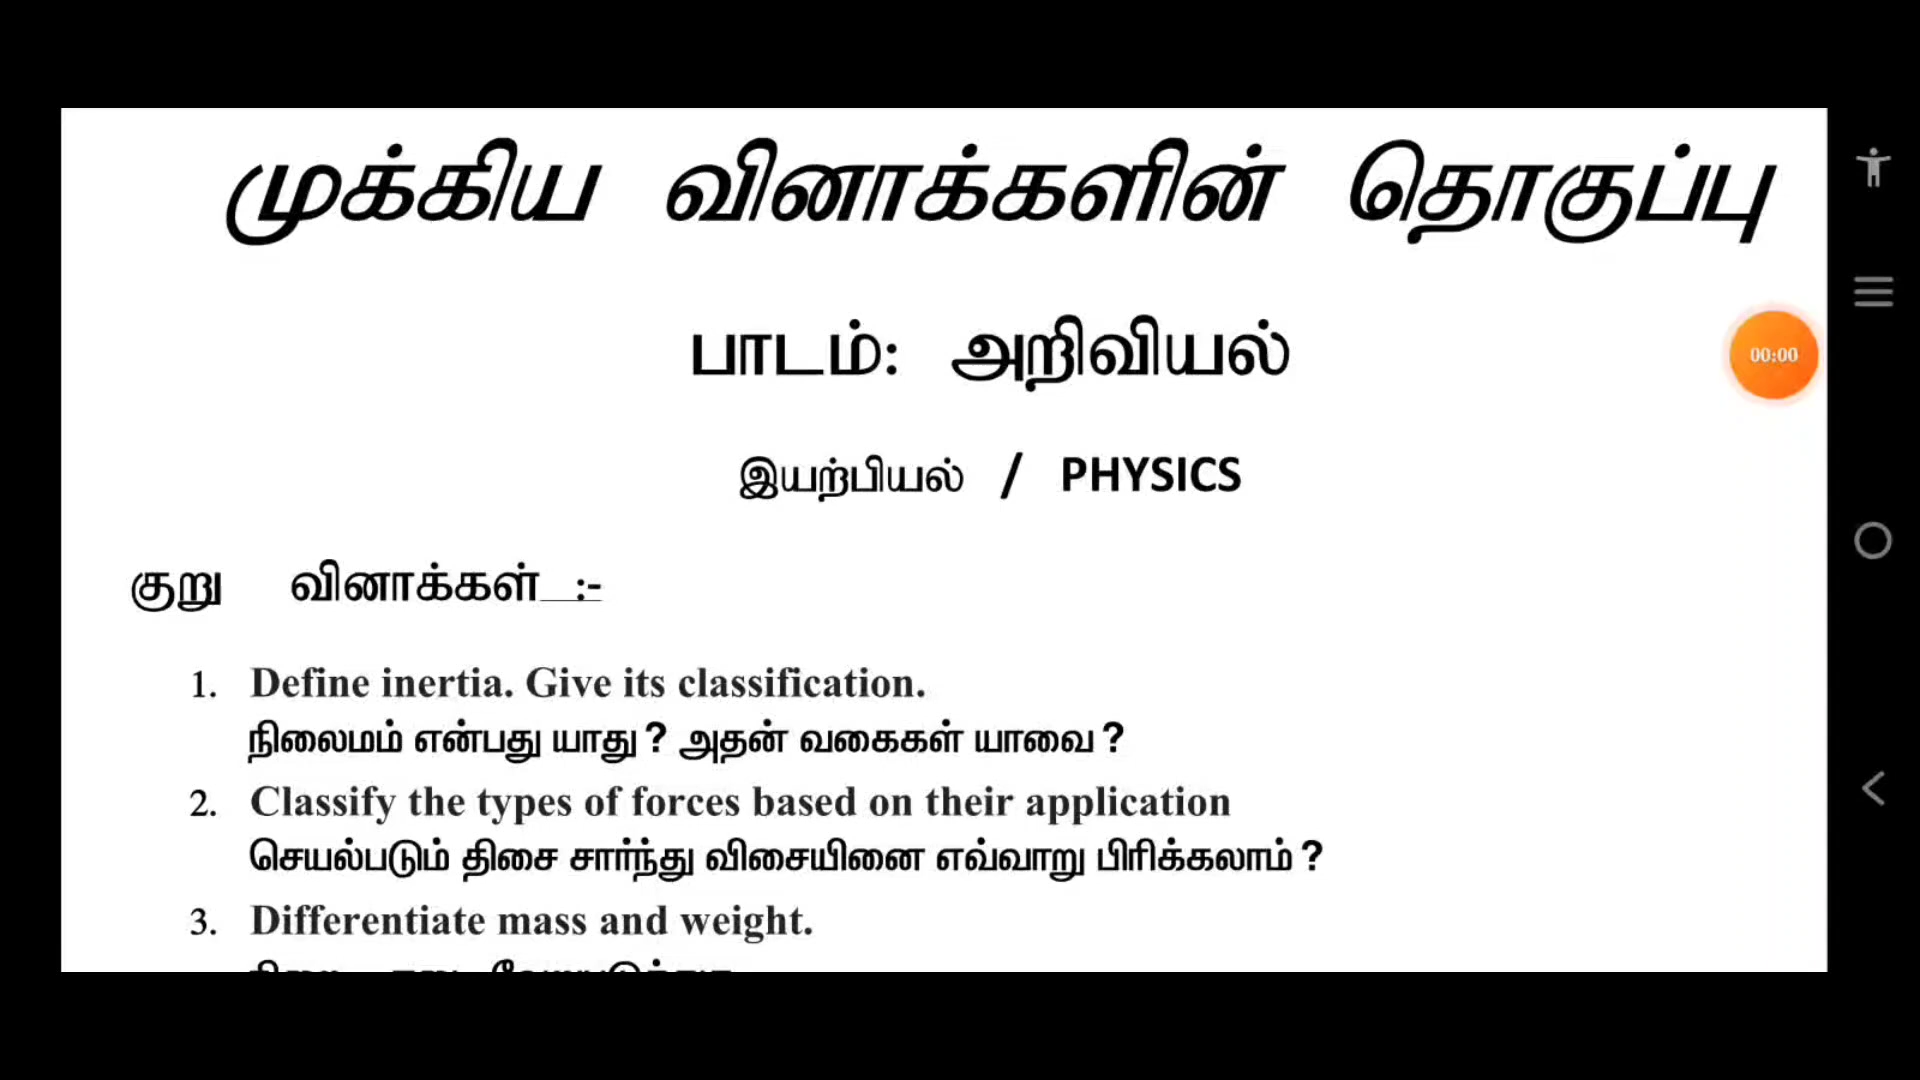 முக்கிய வினாக்களின் தொகுப்பு
பாடம்: அறிவியல்
00:00
இயற்பியல் / PHYSICS
குறு வினாக்கள் :-
1. Define inertia. Give its classification.
நிலைமம் என்பது யாது ? அதன் வகைகள் யாவை ?
2. Classify the types of forces based on their application
செயல்படும் திசை சார்ந்து விசையினை எவ்வாறு பிரிக்கலாம் ?
3. Differentiate mass and weight.